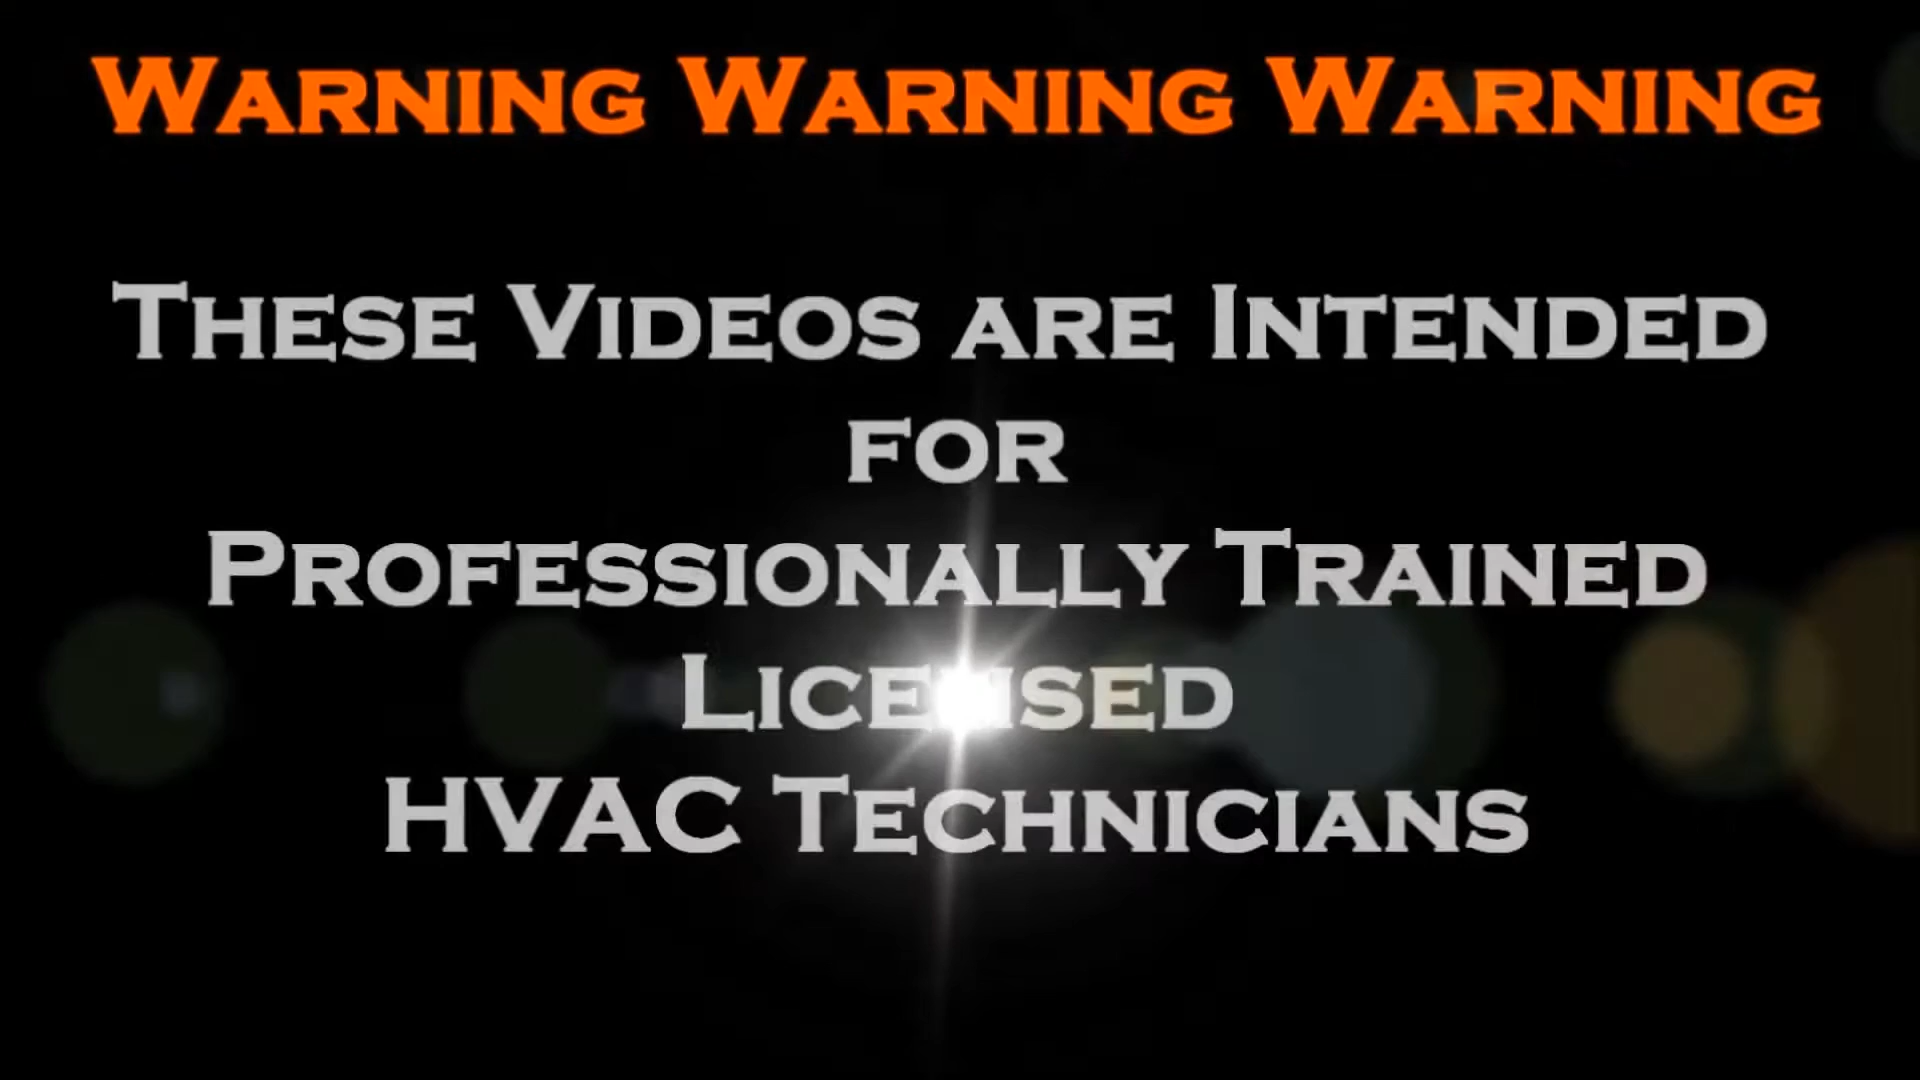 Warning Warning Warning
These Videos are Intended
for
Professionally Trained
Licensed
HVAC Technicians